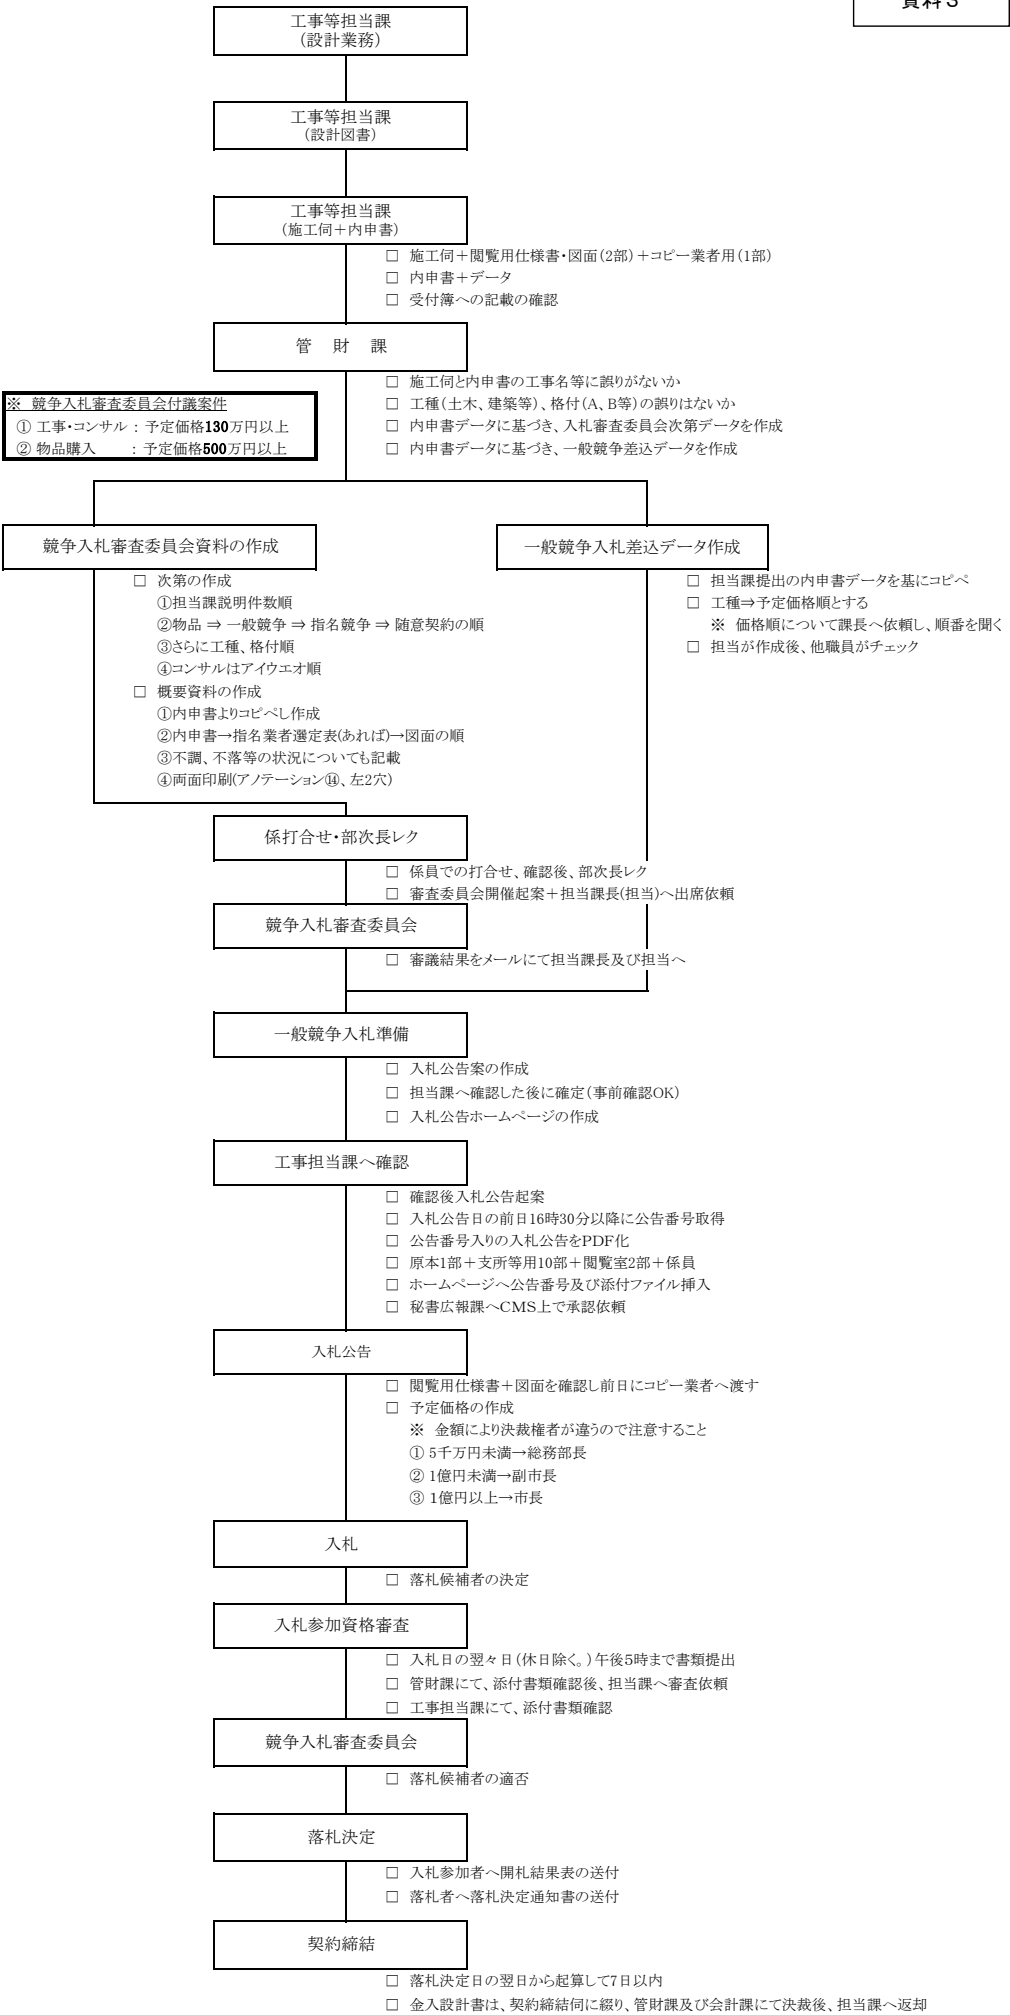 資料３
工事等担当課
（設計業務）
工事等担当課
（設計図書）
工事等担当課
（施工伺＋内申書）
□ 施工伺＋閲覧用仕様書・図面（2部）＋コピー業者用（1部）
□ 内申書＋データ
□ 受付簿への記載の確認
管　財　課
□ 施工伺と内申書の工事名等に誤りがないか
□ 工種（土木、建築等）、格付（A、B等）の誤りはないか
□ 内申書データに基づき、入札審査委員会次第データを作成
□ 内申書データに基づき、一般競争差込データを作成
※ 競争入札審査委員会付議案件
① 工事・コンサル ： 予定価格130万円以上
② 物品購入　　 ： 予定価格500万円以上
競争入札審査委員会資料の作成
□ 次第の作成
①担当課説明件数順
②物品 ⇒ 一般競争 ⇒ 指名競争 ⇒ 随意契約の順
③さらに工種、格付順
④コンサルはアイウエオ順
□ 概要資料の作成
①内申書よりコピペし作成
②内申書→指名業者選定表(あれば)→図面の順
③不調、不落等の状況についても記載
④両面印刷(アノテーション⑭、左2穴)
一般競争入札差込データ作成
□ 担当課提出の内申書データを基にコピペ
□ 工種⇒予定価格順とする
※ 価格順について課長へ依頼し、順番を聞く
□ 担当が作成後、他職員がチェック
係打合せ・部次長レク
□ 係員での打合せ、確認後、部次長レク
□ 審査委員会開催起案＋担当課長(担当)へ出席依頼
競争入札審査委員会
□ 審議結果をメールにて担当課長及び担当へ
一般競争入札準備
□ 入札公告案の作成
□ 担当課へ確認した後に確定（事前確認OK）
□ 入札公告ホームページの作成
工事担当課へ確認
□ 確認後入札公告起案
□ 入札公告日の前日16時30分以降に公告番号取得
□ 公告番号入りの入札公告をPDF化
□ 原本1部＋支所等用10部＋閲覧室2部＋係員
□ ホームページへ公告番号及び添付ファイル挿入
□ 秘書広報課へCMS上で承認依頼
入札公告
□ 閲覧用仕様書＋図面を確認し前日にコピー業者へ渡す
□ 予定価格の作成
※ 金額により決裁権者が違うので注意すること
① 5千万円未満→総務部長
② 1億円未満→副市長
③ 1億円以上→市長
入札
□ 落札候補者の決定
入札参加資格審査
□ 入札日の翌々日（休日除く。）午後5時まで書類提出
□ 管財課にて、添付書類確認後、担当課へ審査依頼
□ 工事担当課にて、添付書類確認
競争入札審査委員会
□ 落札候補者の適否
落札決定
□ 入札参加者へ開札結果表の送付
□ 落札者へ落札決定通知書の送付
契約締結
□ 落札決定日の翌日から起算して7日以内
□ 金入設計書は、契約締結伺に綴り、管財課及び会計課にて決裁後、担当課へ返却